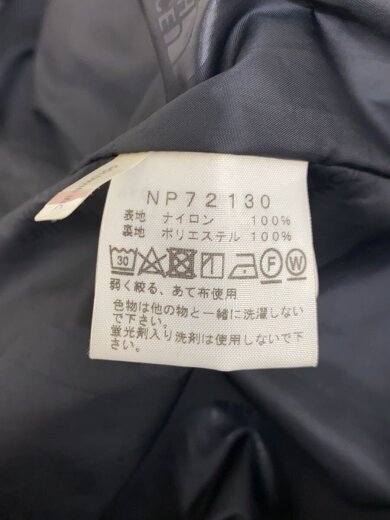 NP72130
表地 ナイロン 100%
裏地 ポリエステル 100%
30 F W
弱く絞る、あて布使用
色物は他の物と一緒に洗濯しない
で下さい。
蛍光剤入り洗剤は使用しないで下
さい。